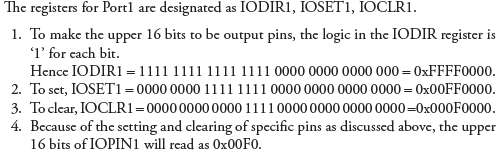 The registers for Port1 are designated as IODIR1, IOSET1, IOCLR1.
1. To make the upper 16 bits to be output pins, the logic in the IODIR register is
‘1’ for each bit.
Hence IODIR1 = 1111 1111 1111 1111 0000 0000 0000 000 = 0xFFFF0000.
2. To set, IOSET1 = 0000 0000 1111 1111 0000 0000 0000 0000 = 0x00FF0000.
3. To clear, IOCLR1 = 0000 0000 0000 1111 0000 0000 0000 0000 =0x000F0000.
4. Because of the setting and clearing of specific pins as discussed above, the upper
16 bits of IOPIN1 will read as 0x00F0.